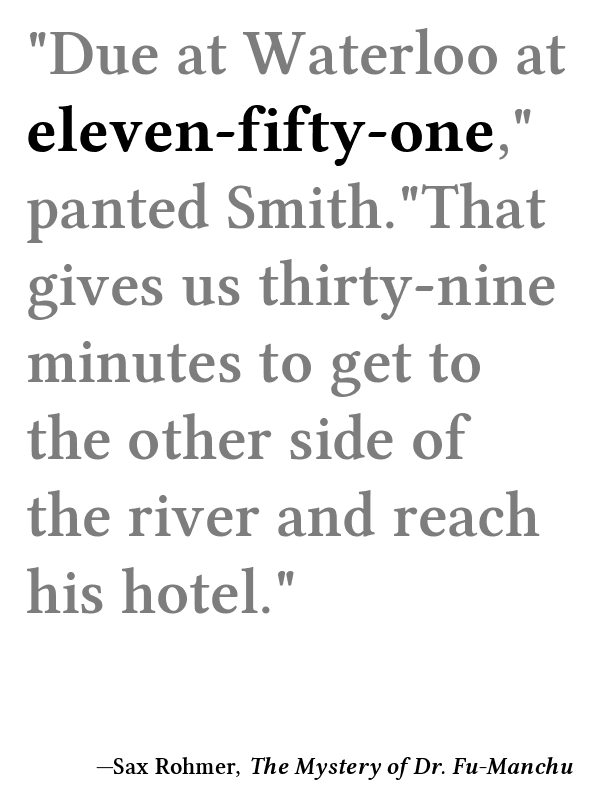 "Due at Waterloo at
eleven-fifty-one,"
panted Smith."That
gives us thirty-nine
minutes to get to
the other side of
the river and reach
his hotel."
—Sax Rohmer, The Mystery of Dr. Fu-Manchu